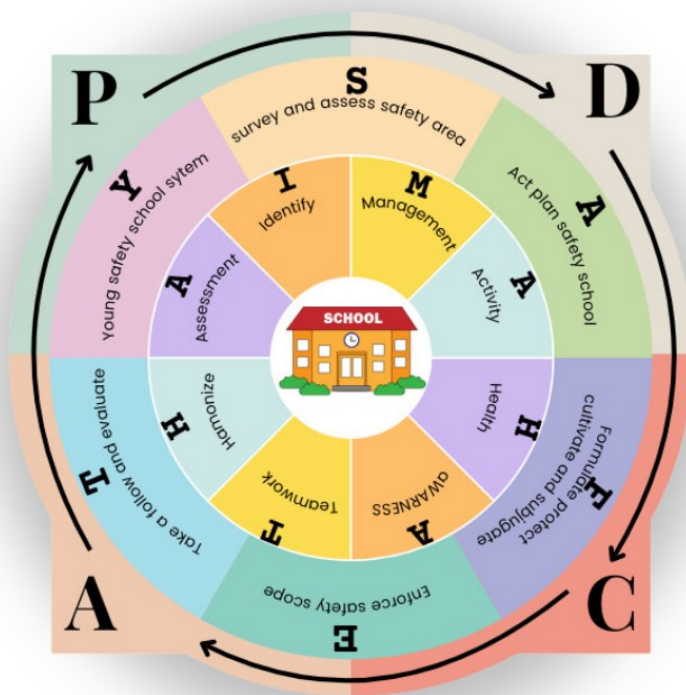 P
D
C
A
S
survey and assess safety area
A
Act plan safety school
F
Formulate protect
cultivate and subjugate
E
Enforce safety scope
T
Take a follow and evaluate
Y
Young safety school sytem
M
Management
A
Activity
H
Health
A
aWARNESS
T
Teamwork
H
Hamonize
A
Assessment
I
Identify
SCHOOL